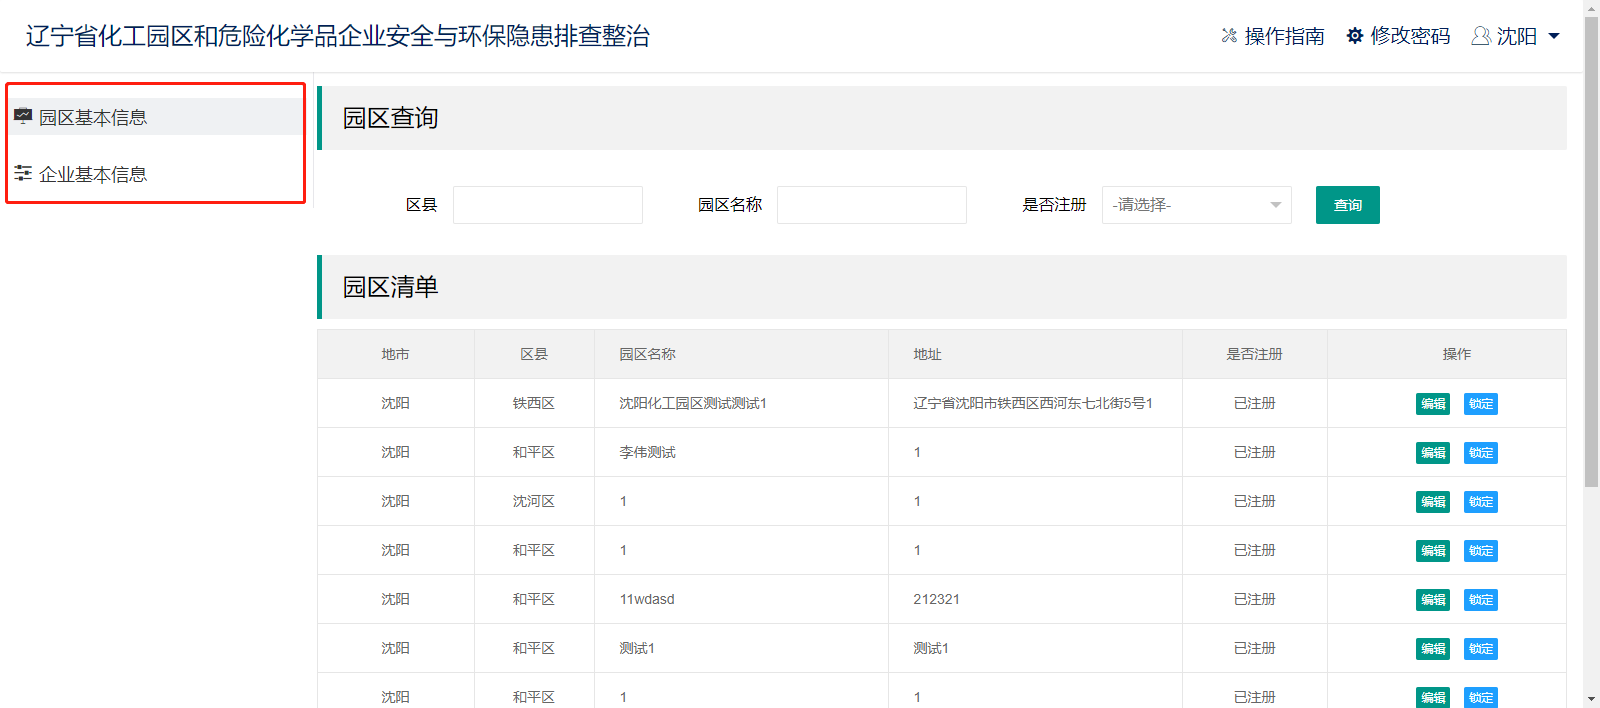 辽宁省化工园区和危险化学品企业安全与环保隐患排查整治 操作指南 修改密码 沈阳
园区基本信息
企业基本信息
园区查询
区县 园区名称 是否注册 -请选择- 查询
园区清单
地市 区县 园区名称 地址 是否注册 操作
沈阳 铁西区 沈阳化工园区测试测试1 辽宁省沈阳市铁西区西河东七北街5号1 已注册 编辑 锁定
沈阳 和平区 李伟测试 1 已注册 编辑 锁定
沈阳 沈河区 1 1 已注册 编辑 锁定
沈阳 和平区 1 1 已注册 编辑 锁定
沈阳 和平区 11wdasd 212321 已注册 编辑 锁定
沈阳 和平区 测试1 测试1 已注册 编辑 锁定
沈阳 和平区 1 1 已注册 编辑 锁定